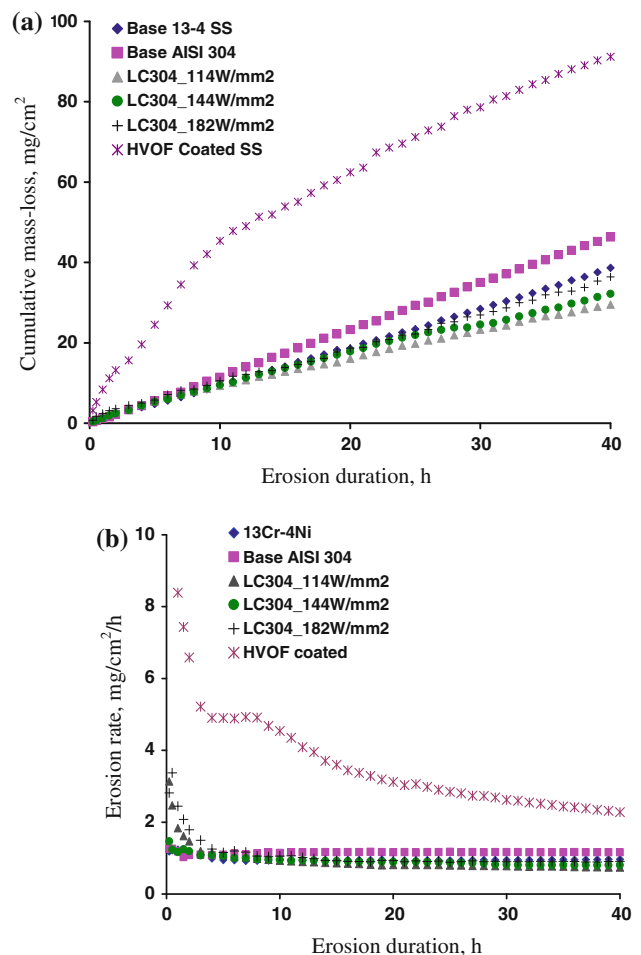 (a)
100
80
60
40
20
0
Cumulative mass-loss, mg/cm²
Base 13-4 SS
Base AISI 304
LC304_114W/mm2
LC304_144W/mm2
LC304_182W/mm2
HVOF Coated SS
0 10 20 30 40
Erosion duration, h
(b)
10
8
6
4
2
0
Erosion rate, mg/cm²/h
13Cr-4Ni
Base AISI 304
LC304_114W/mm2
LC304_144W/mm2
LC304_182W/mm2
HVOF coated
0 10 20 30 40
Erosion duration, h